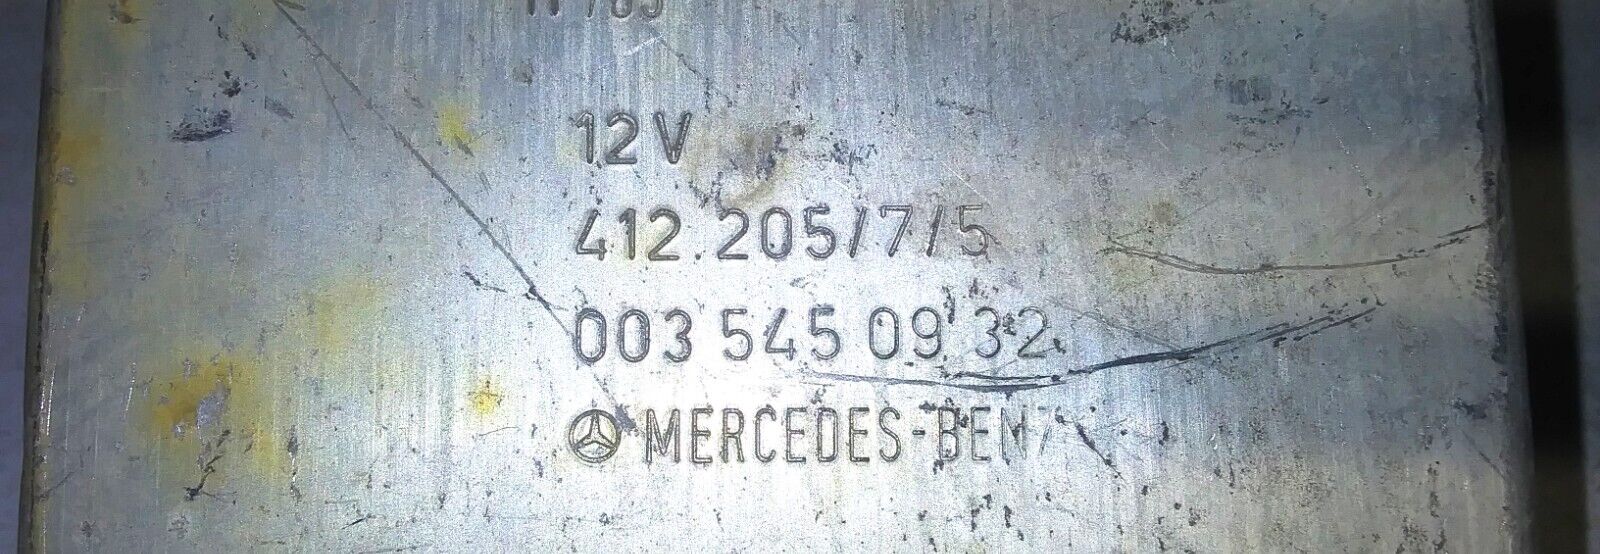 12V
412.205/7/5
003 545 09 32
MERCEDES-BENZ